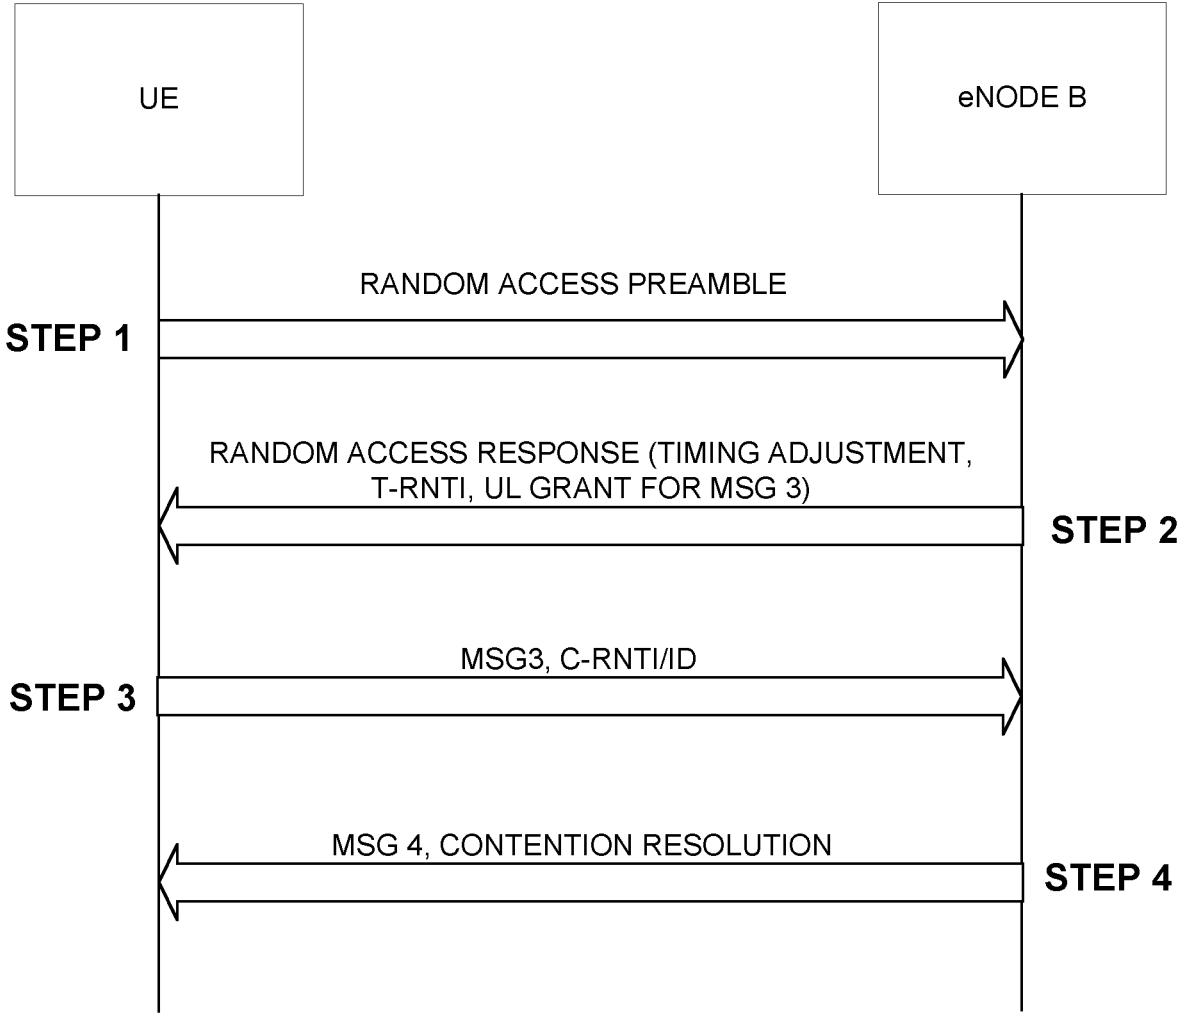 UE
eNODE B
RANDOM ACCESS PREAMBLE
STEP 1
RANDOM ACCESS RESPONSE (TIMING ADJUSTMENT,
T-RNTI, UL GRANT FOR MSG 3)
STEP 2
MSG3, C-RNTI/ID
STEP 3
MSG 4, CONTENTION RESOLUTION
STEP 4